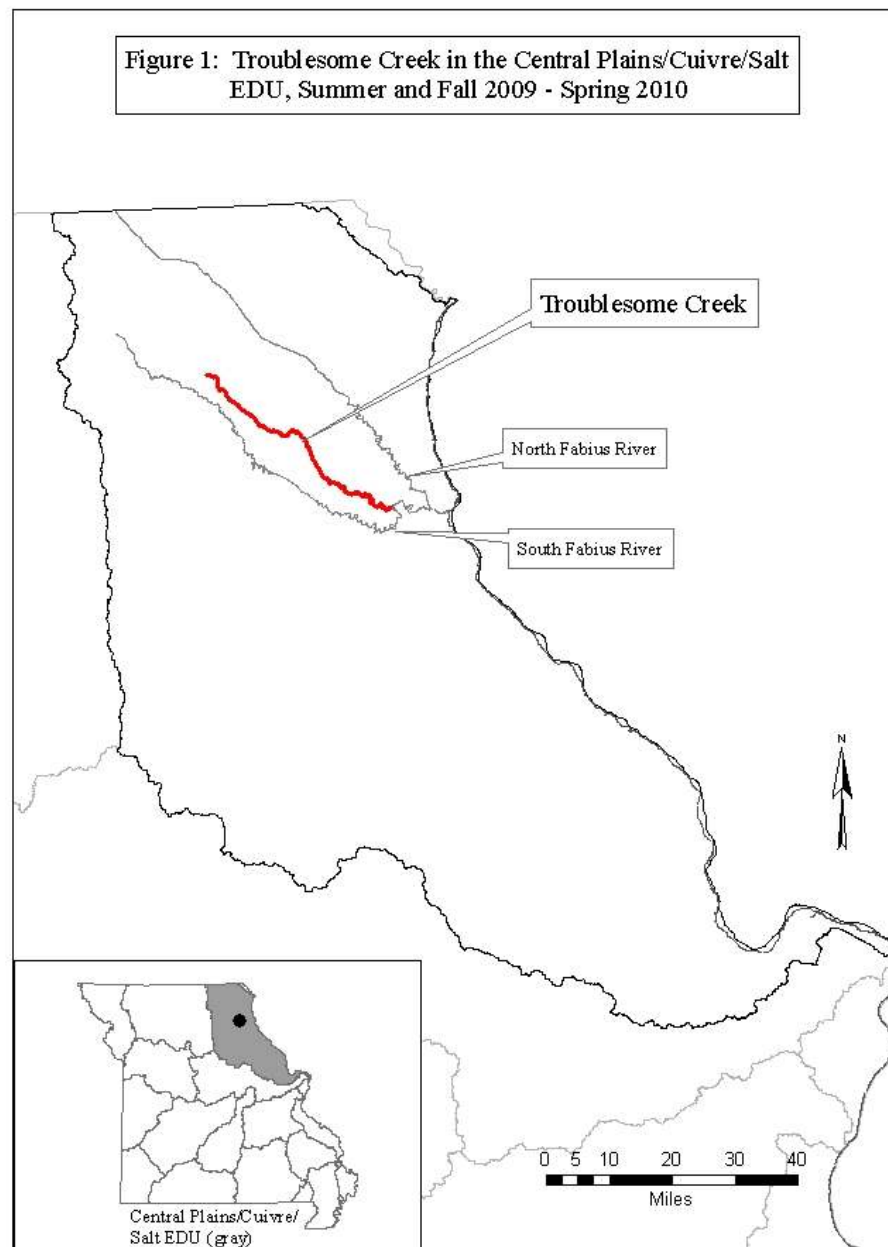 Figure 1: Troublesome Creek in the Central Plains/Cuivre/Salt
EDU, Summer and Fall 2009 - Spring 2010
Troublesome Creek
North Fabius River
South Fabius River
N
0 5 10 20 30 40
Miles
Central Plains/Cuivre/
Salt EDU (gray)